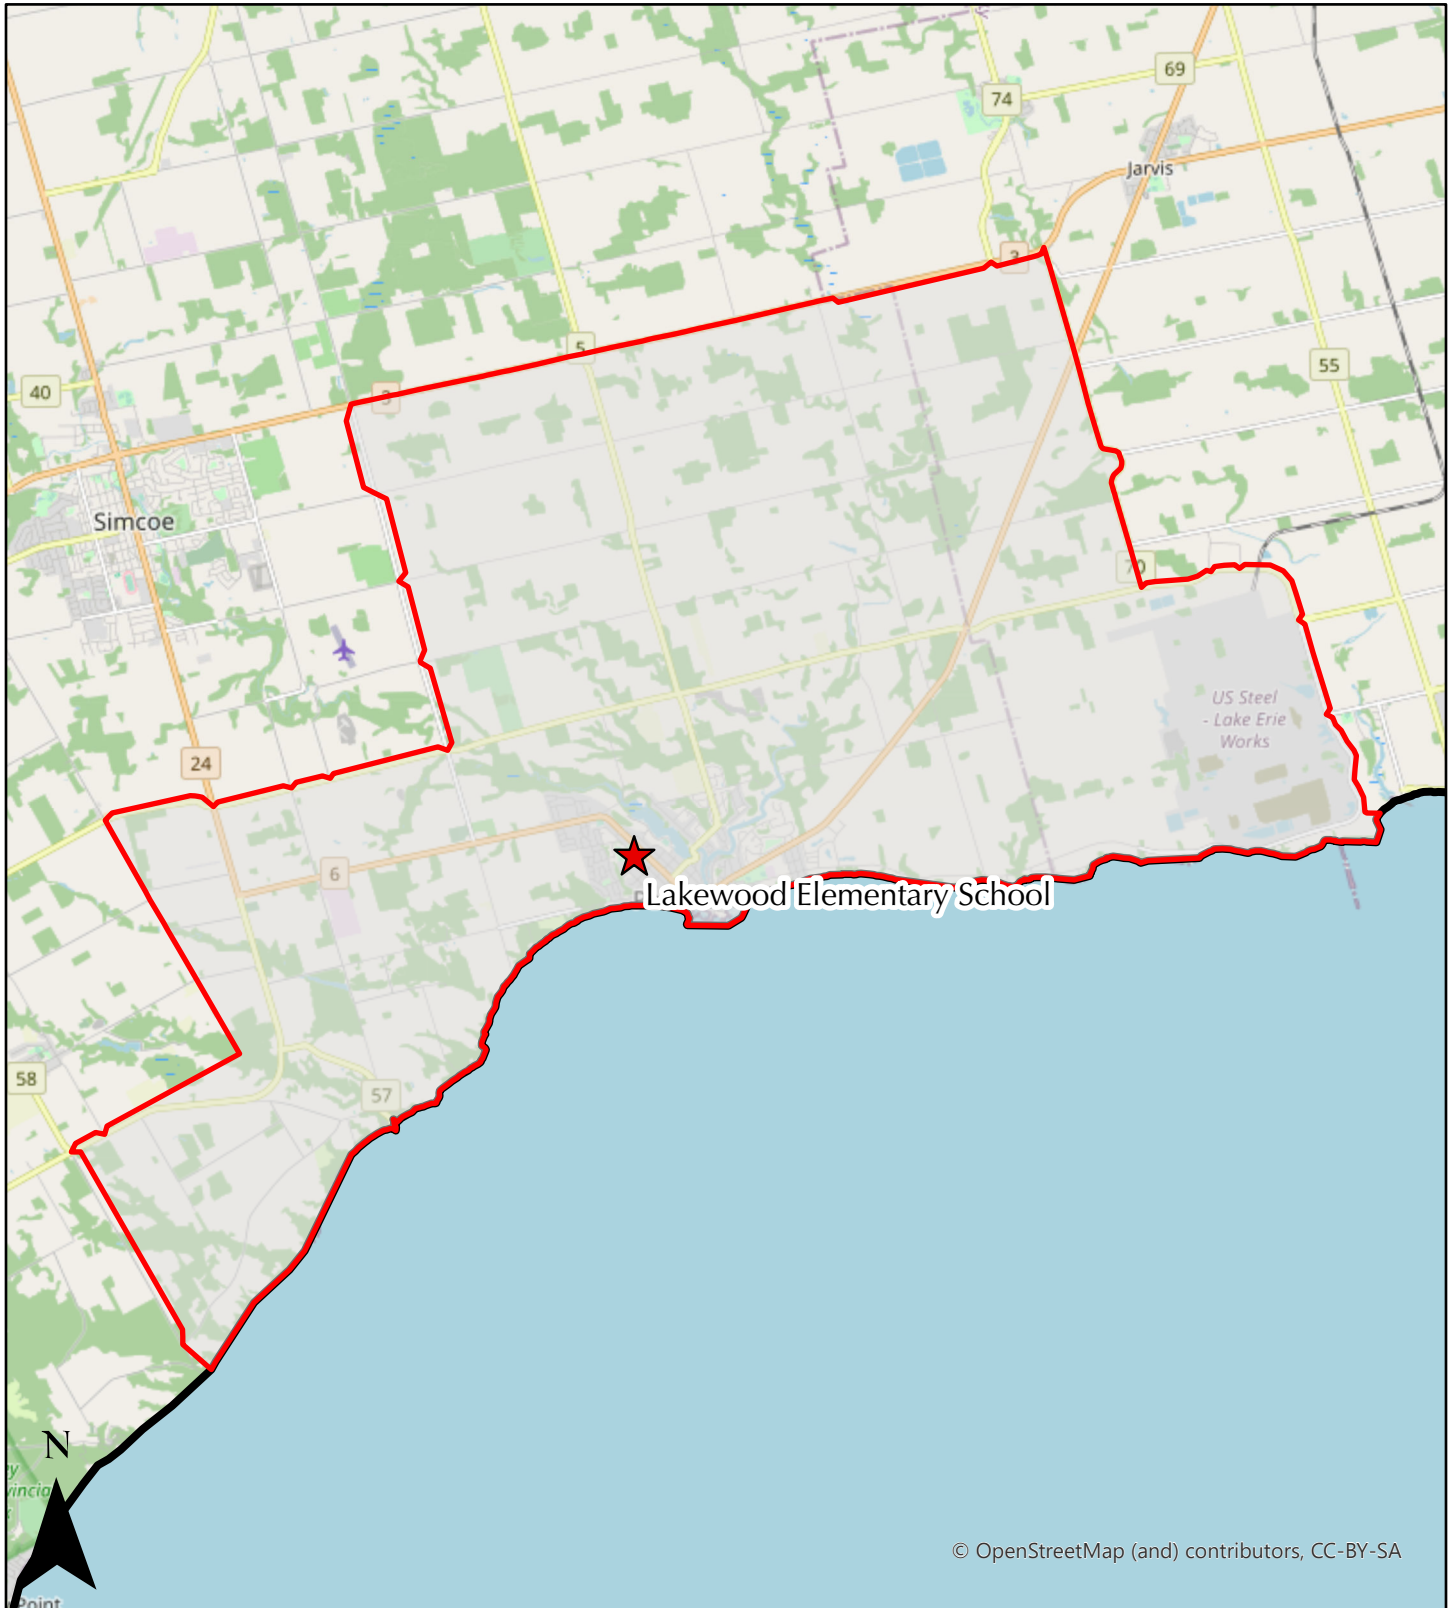 69
74
Jarvis
3
5
55
40
3
Simcoe
70
US Steel
- Lake Erie
Works
24
6
Lakewood Elementary School
58
57
N
© OpenStreetMap (and) contributors, CC-BY-SA
Point